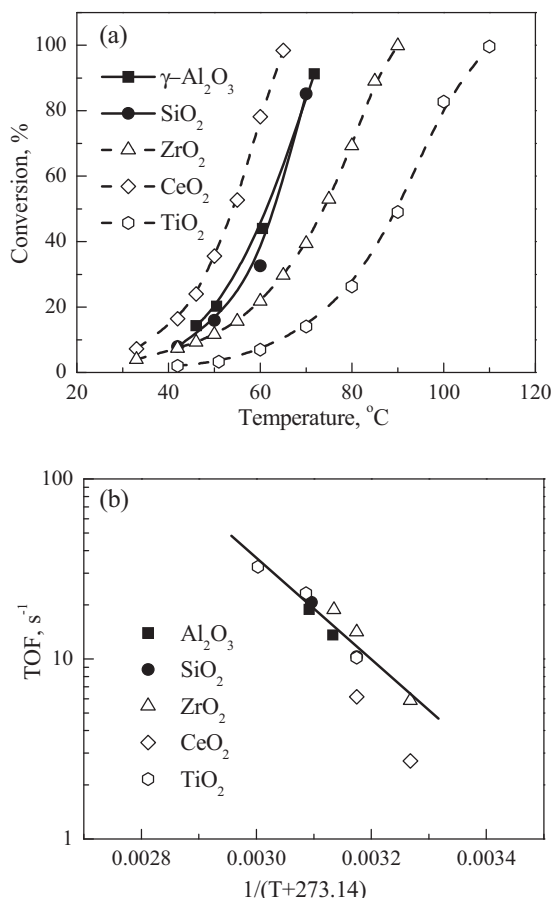 (a)
γ–Al₂O₃
SiO₂
ZrO₂
CeO₂
TiO₂
Conversion, %
100
80
60
40
20
0
20 40 60 80 100 120
Temperature, °C
(b)
Al₂O₃
SiO₂
ZrO₂
CeO₂
TiO₂
TOF, s⁻¹
100
10
1
0.0028 0.0030 0.0032 0.0034
1/(T+273.14)